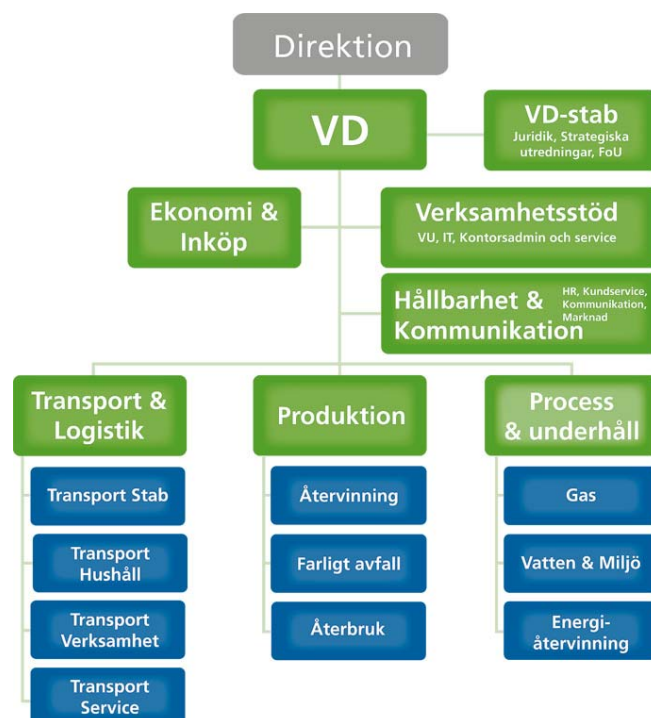 Direktion
VD
VD-stab
Juridik, Strategiska
utredningar, FoU
Ekonomi &
Inköp
Verksamhetsstöd
VU, IT, Kontorsadmin och service
Hållbarhet &
Kommunikation
HR, Kundservice,
Kommunikation,
Marknad
Transport &
Logistik
Transport Stab
Transport
Hushåll
Transport
Verksamhet
Transport
Service
Produktion
Återvinning
Farligt avfall
Återbruk
Process
& underhåll
Gas
Vatten & Miljö
Energi-
återvinning